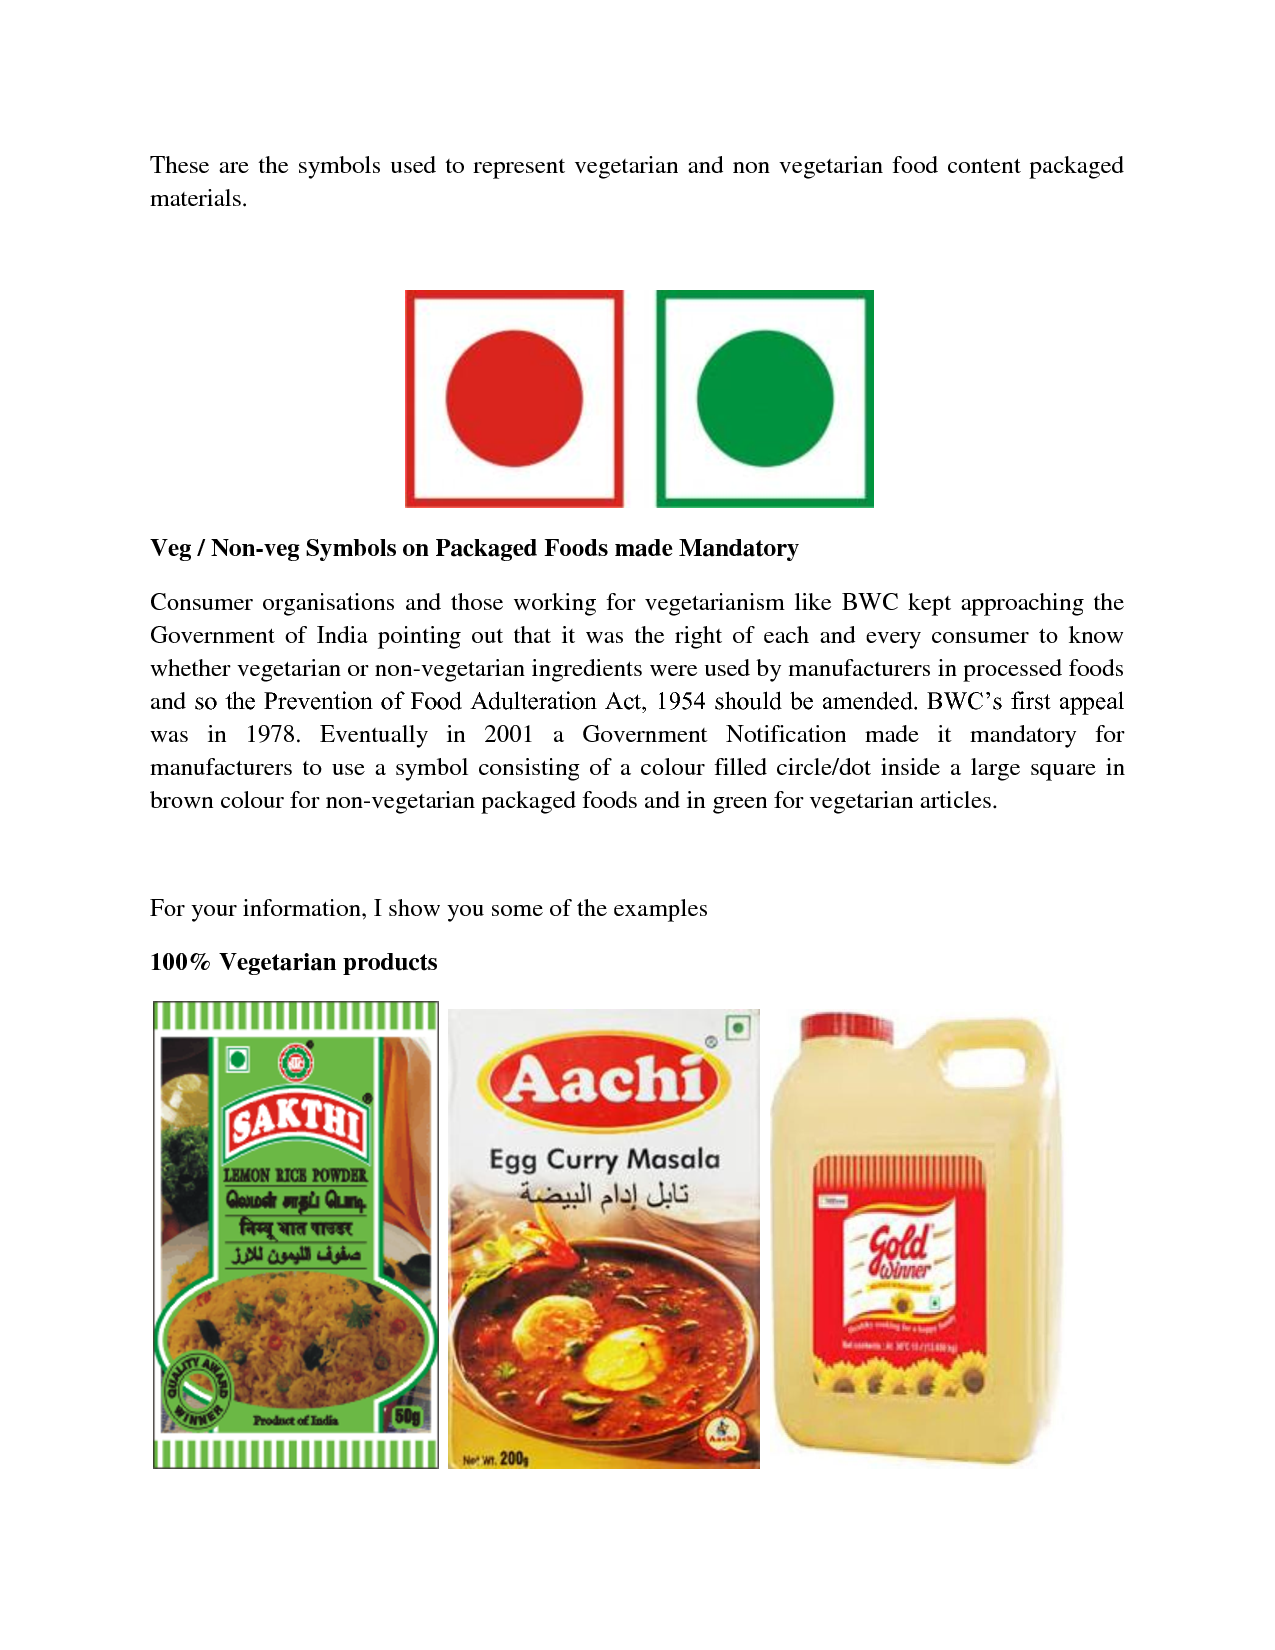 These are the symbols used to represent vegetarian and non vegetarian food content packaged
materials.
Veg / Non-veg Symbols on Packaged Foods made Mandatory
Consumer organisations and those working for vegetarianism like BWC kept approaching the
Government of India pointing out that it was the right of each and every consumer to know
whether vegetarian or non-vegetarian ingredients were used by manufacturers in processed foods
and so the Prevention of Food Adulteration Act, 1954 should be amended. BWC’s first appeal
was in 1978. Eventually in 2001 a Government Notification made it mandatory for
manufacturers to use a symbol consisting of a colour filled circle/dot inside a large square in
brown colour for non-vegetarian packaged foods and in green for vegetarian articles.
For your information, I show you some of the examples
100% Vegetarian products
SAKTHI®
LEMON RICE POWDER
லெமன் சாதப் பொடி
निम्बू भात पाउडर
صفوف الليمون للأرز
QUALITY AWARD
WINNER
Product of India
50g
Aachi®
Egg Curry Masala
تابل إدام البيضة
Aachi
Net Wt. 200g
Gold
Winner
Healthy cooking for a happy family